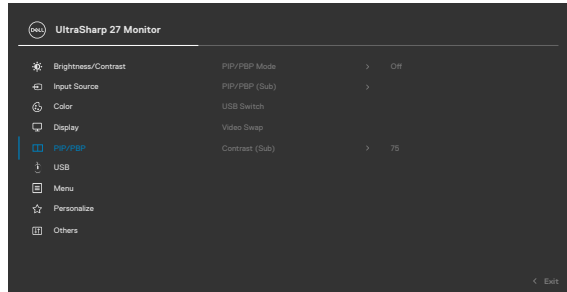 DELL UltraSharp 27 Monitor
Brightness/Contrast PIP/PBP Mode > Off
Input Source PIP/PBP (Sub) >
Color USB Switch
Display Video Swap
PIP/PBP Contrast (Sub) > 75
USB
Menu
Personalize
Others
< Exit